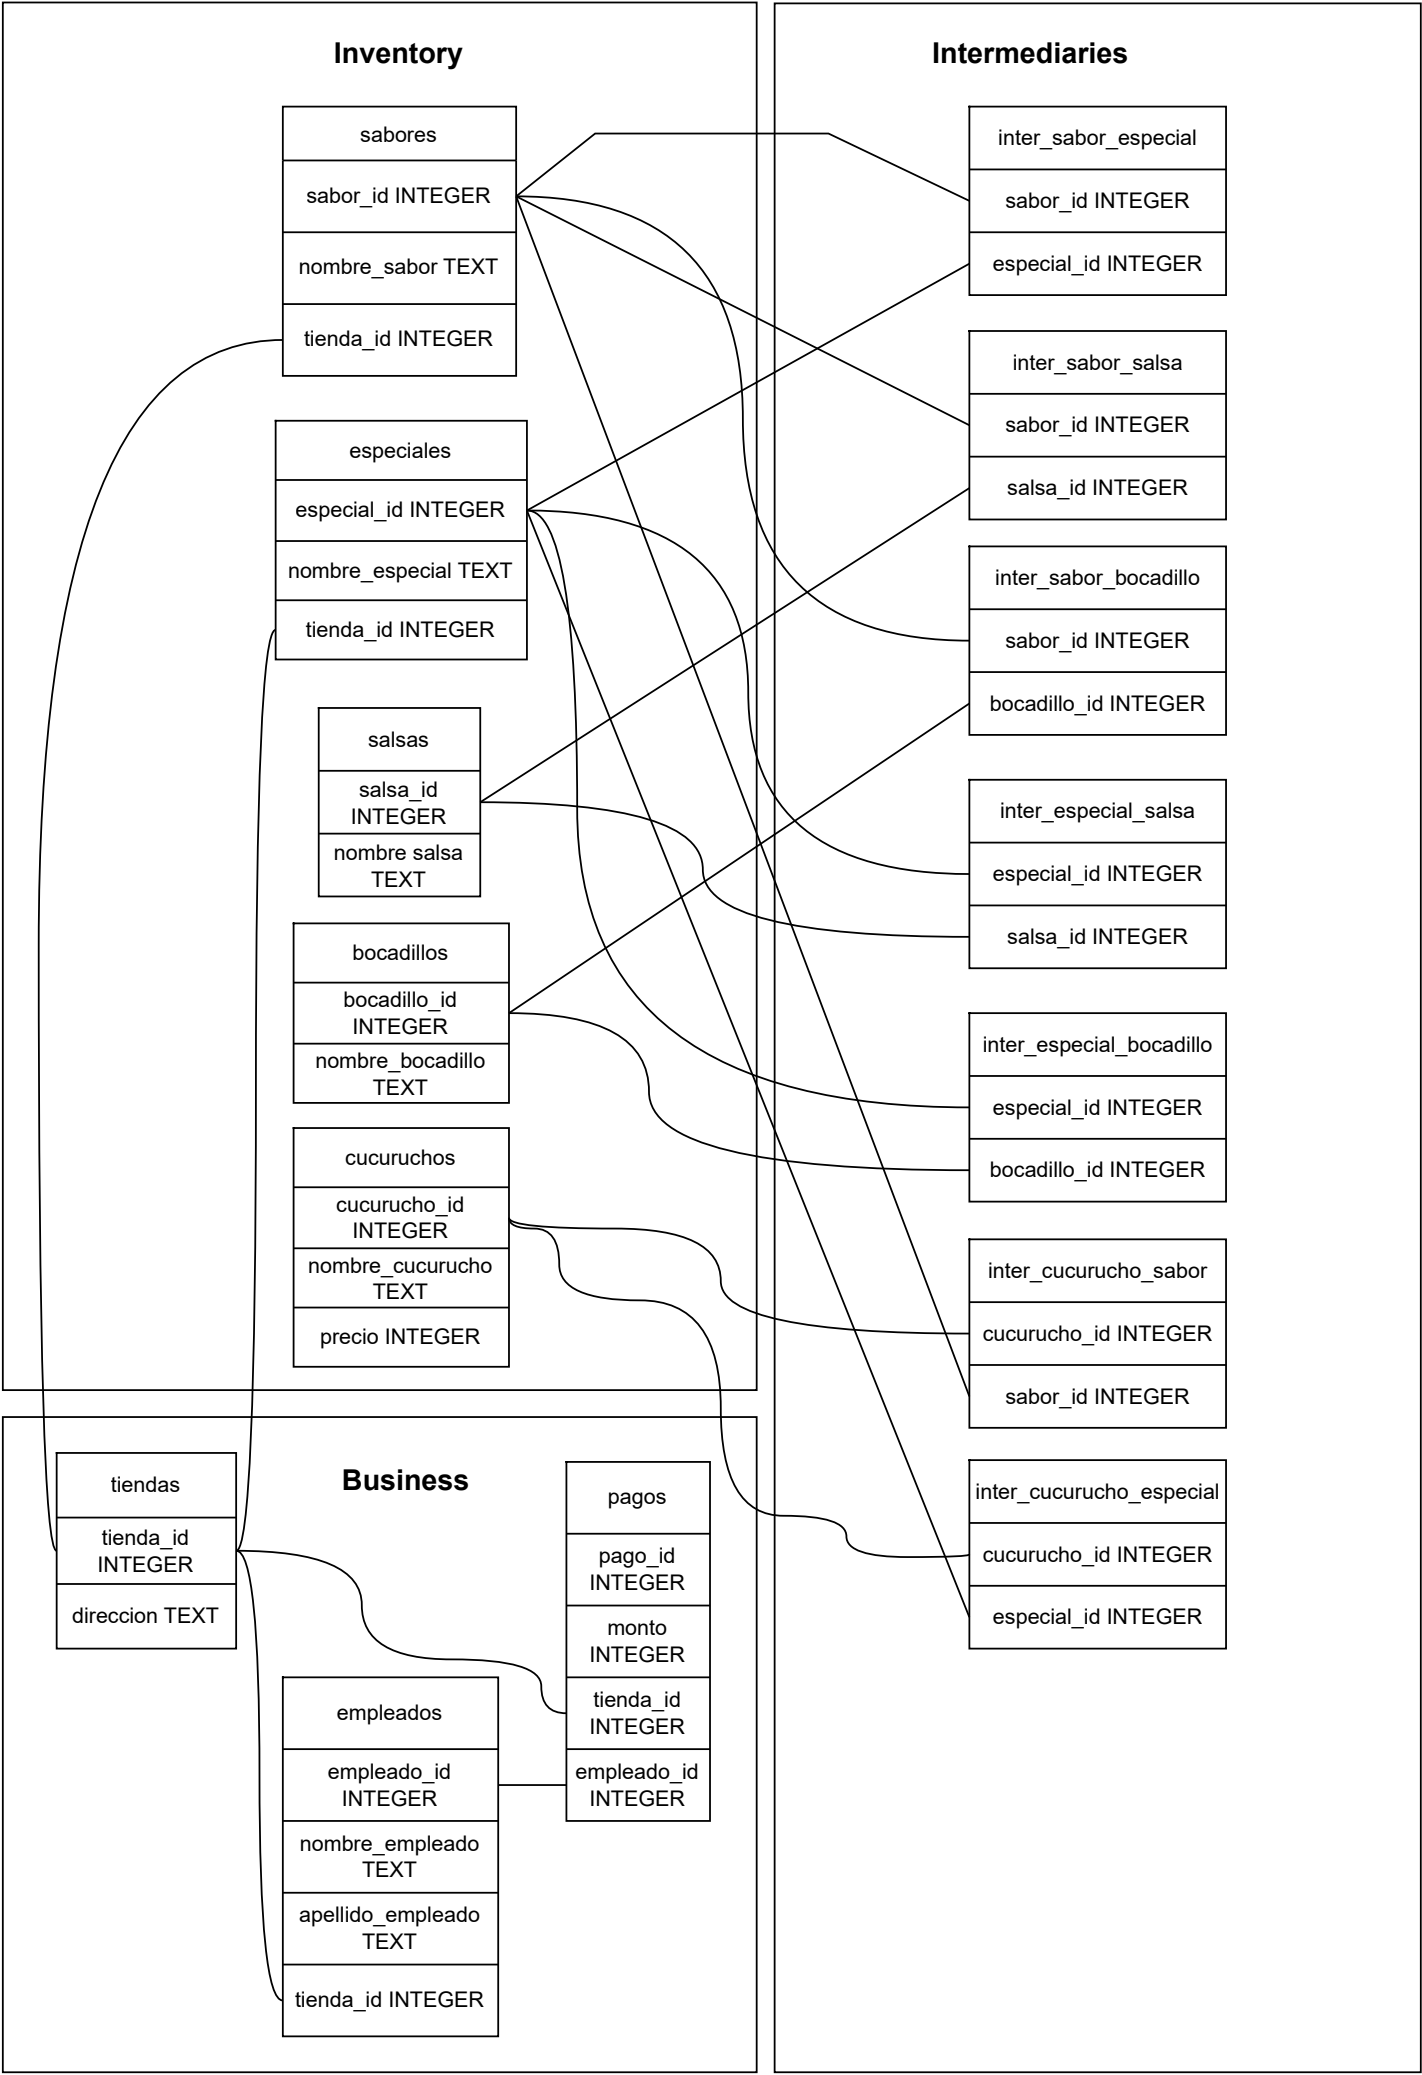 Inventory
sabores
sabor_id INTEGER
nombre_sabor TEXT
tienda_id INTEGER
especiales
especial_id INTEGER
nombre_especial TEXT
tienda_id INTEGER
salsas
salsa_id
INTEGER
nombre salsa
TEXT
bocadillos
bocadillo_id
INTEGER
nombre_bocadillo
TEXT
cucuruchos
cucurucho_id
INTEGER
nombre_cucurucho
TEXT
precio INTEGER
Intermediaries
inter_sabor_especial
sabor_id INTEGER
especial_id INTEGER
inter_sabor_salsa
sabor_id INTEGER
salsa_id INTEGER
inter_sabor_bocadillo
sabor_id INTEGER
bocadillo_id INTEGER
inter_especial_salsa
especial_id INTEGER
salsa_id INTEGER
inter_especial_bocadillo
especial_id INTEGER
bocadillo_id INTEGER
inter_cucurucho_sabor
cucurucho_id INTEGER
sabor_id INTEGER
inter_cucurucho_especial
cucurucho_id INTEGER
especial_id INTEGER
Business
tiendas
tienda_id
INTEGER
direccion TEXT
pagos
pago_id
INTEGER
monto
INTEGER
tienda_id
INTEGER
empleado_id
INTEGER
empleados
empleado_id
INTEGER
nombre_empleado
TEXT
apellido_empleado
TEXT
tienda_id INTEGER